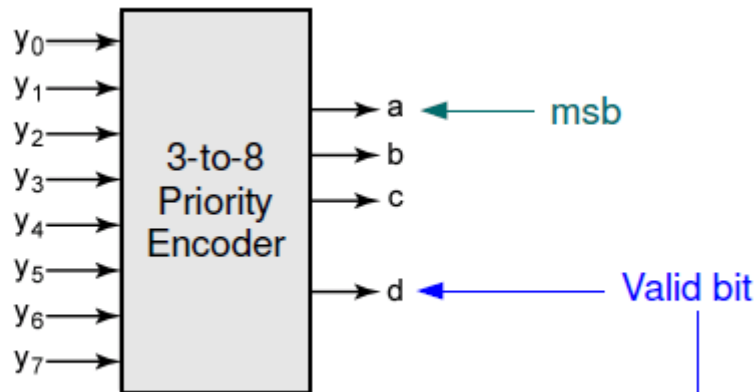 y0
y1
y2
y3
y4
y5
y6
y7
3-to-8
Priority
Encoder
a
b
c
d
msb
Valid bit